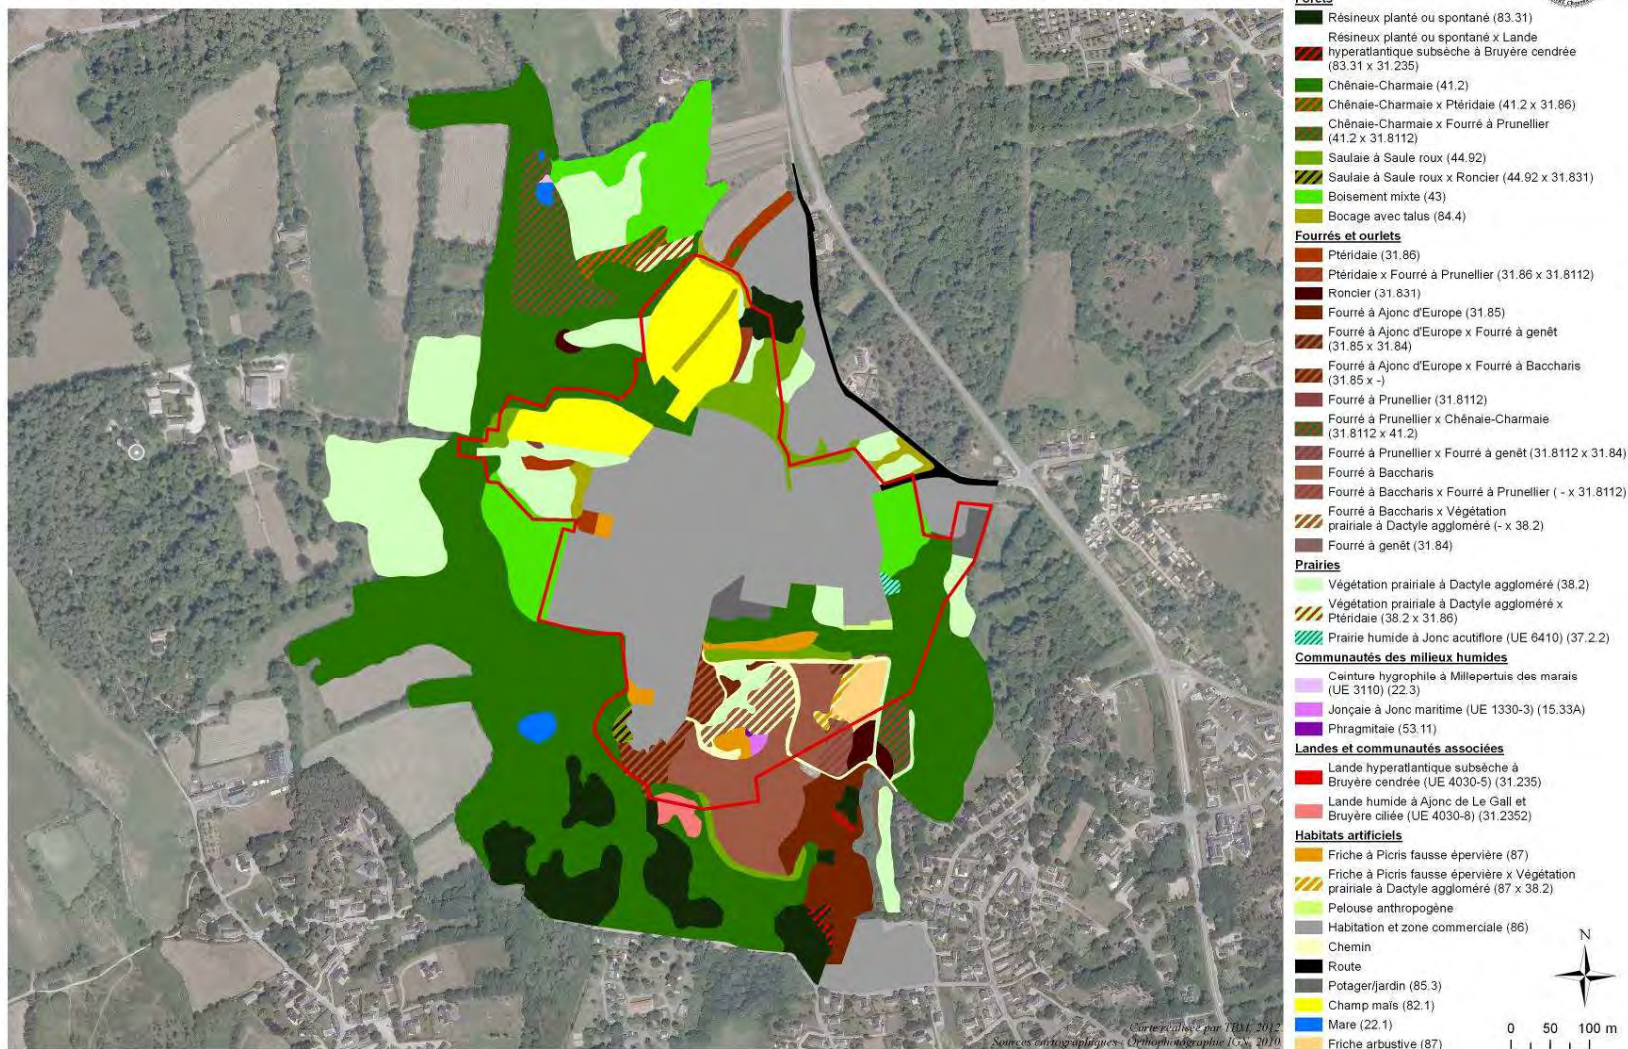 Forêts
Résineux planté ou spontané (83.31)
Résineux planté ou spontané x Lande
hyperatlantique subsèche à Bruyère cendrée
(83.31 x 31.235)
Chênaie-Charmaie (41.2)
Chênaie-Charmaie x Ptéridaie (41.2 x 31.86)
Chênaie-Charmaie x Fourré à Prunellier
(41.2 x 31.8112)
Saulaie à Saule roux (44.92)
Saulaie à Saule roux x Roncier (44.92 x 31.831)
Boisement mixte (43)
Bocage avec talus (84.4)
Fourrés et ourlets
Ptéridaie (31.86)
Ptéridaie x Fourré à Prunellier (31.86 x 31.8112)
Roncier (31.831)
Fourré à Ajonc d'Europe (31.85)
Fourré à Ajonc d'Europe x Fourré à genêt
(31.85 x 31.84)
Fourré à Ajonc d'Europe x Fourré à Baccharis
(31.85 x -)
Fourré à Prunellier (31.8112)
Fourré à Prunellier x Chênaie-Charmaie
(31.8112 x 41.2)
Fourré à Prunellier x Fourré à genêt (31.8112 x 31.84)
Fourré à Baccharis
Fourré à Baccharis x Fourré à Prunellier ( - x 31.8112)
Fourré à Baccharis x Végétation
prairiale à Dactyle aggloméré (- x 38.2)
Fourré à genêt (31.84)
Prairies
Végétation prairiale à Dactyle aggloméré (38.2)
Végétation prairiale à Dactyle aggloméré x
Ptéridaie (38.2 x 31.86)
Prairie humide à Jonc acutiflore (UE 6410) (37.2.2)
Communautés des milieux humides
Ceinture hygrophile à Millepertuis des marais
(UE 3110) (22.3)
Jonçaie à Jonc maritime (UE 1330-3) (15.33A)
Phragmitaie (53.11)
Landes et communautés associées
Lande hyperatlantique subsèche à
Bruyère cendrée (UE 4030-5) (31.235)
Lande humide à Ajonc de Le Gall et
Bruyère ciliée (UE 4030-8) (31.2352)
Habitats artificiels
Friche à Picris fausse épervière (87)
Friche à Picris fausse épervière x Végétation
prairiale à Dactyle aggloméré (87 x 38.2)
Pelouse anthropogène
Habitation et zone commerciale (86)
Chemin
Route
Potager/jardin (85.3)
Champ maïs (82.1)
Mare (22.1)
Friche arbustive (87)
N
0 50 100 m
Carte réalisée par TBM, 2012
Sources cartographiques : Orthophotographie IGN, 2010